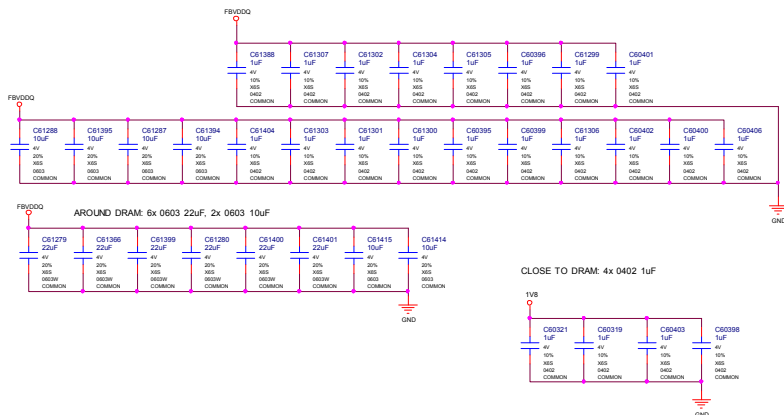 FBVDDQ
C61388 C61307 C61302 C61304 C61305 C60396 C61299 C60401
1uF 1uF 1uF 1uF 1uF 1uF 1uF 1uF
4V 4V 4V 4V 4V 4V 4V 4V
10% 10% 10% 10% 10% 10% 10% 10%
X6S X6S X6S X6S X6S X6S X6S X6S
0402 0402 0402 0402 0402 0402 0402 0402
COMMON COMMON COMMON COMMON COMMON COMMON COMMON COMMON
FBVDDQ
C61288 C61395 C61287 C61394 C61404 C61303 C61301 C61300 C60395 C60399 C61306 C60402 C60400 C60406
10uF 10uF 10uF 10uF 1uF 1uF 1uF 1uF 1uF 1uF 1uF 1uF 1uF 1uF
4V 4V 4V 4V 4V 4V 4V 4V 4V 4V 4V 4V 4V 4V
20% 20% 20% 20% 10% 10% 10% 10% 10% 10% 10% 10% 10% 10%
X6S X6S X6S X6S X6S X6S X6S X6S X6S X6S X6S X6S X6S X6S
0603 0603 0603 0603 0402 0402 0402 0402 0402 0402 0402 0402 0402 0402
COMMON COMMON COMMON COMMON COMMON COMMON COMMON COMMON COMMON COMMON COMMON COMMON COMMON COMMON
GND
FBVDDQ
AROUND DRAM: 6x 0603 22uF, 2x 0603 10uF
C61279 C61366 C61399 C61280 C61400 C61401 C61415 C61414
22uF 22uF 22uF 22uF 22uF 22uF 10uF 10uF
4V 4V 4V 4V 4V 4V 4V 4V
20% 20% 20% 20% 20% 20% 20% 20%
X6S X6S X6S X6S X6S X6S X6S X6S
0603W 0603W 0603W 0603W 0603W 0603W 0603 0603
COMMON COMMON COMMON COMMON COMMON COMMON COMMON COMMON
GND
CLOSE TO DRAM: 4x 0402 1uF
1V8
C60321 C60319 C60403 C60398
1uF 1uF 1uF 1uF
4V 4V 4V 4V
10% 10% 10% 10%
X6S X6S X6S X6S
0402 0402 0402 0402
COMMON COMMON COMMON COMMON
GND